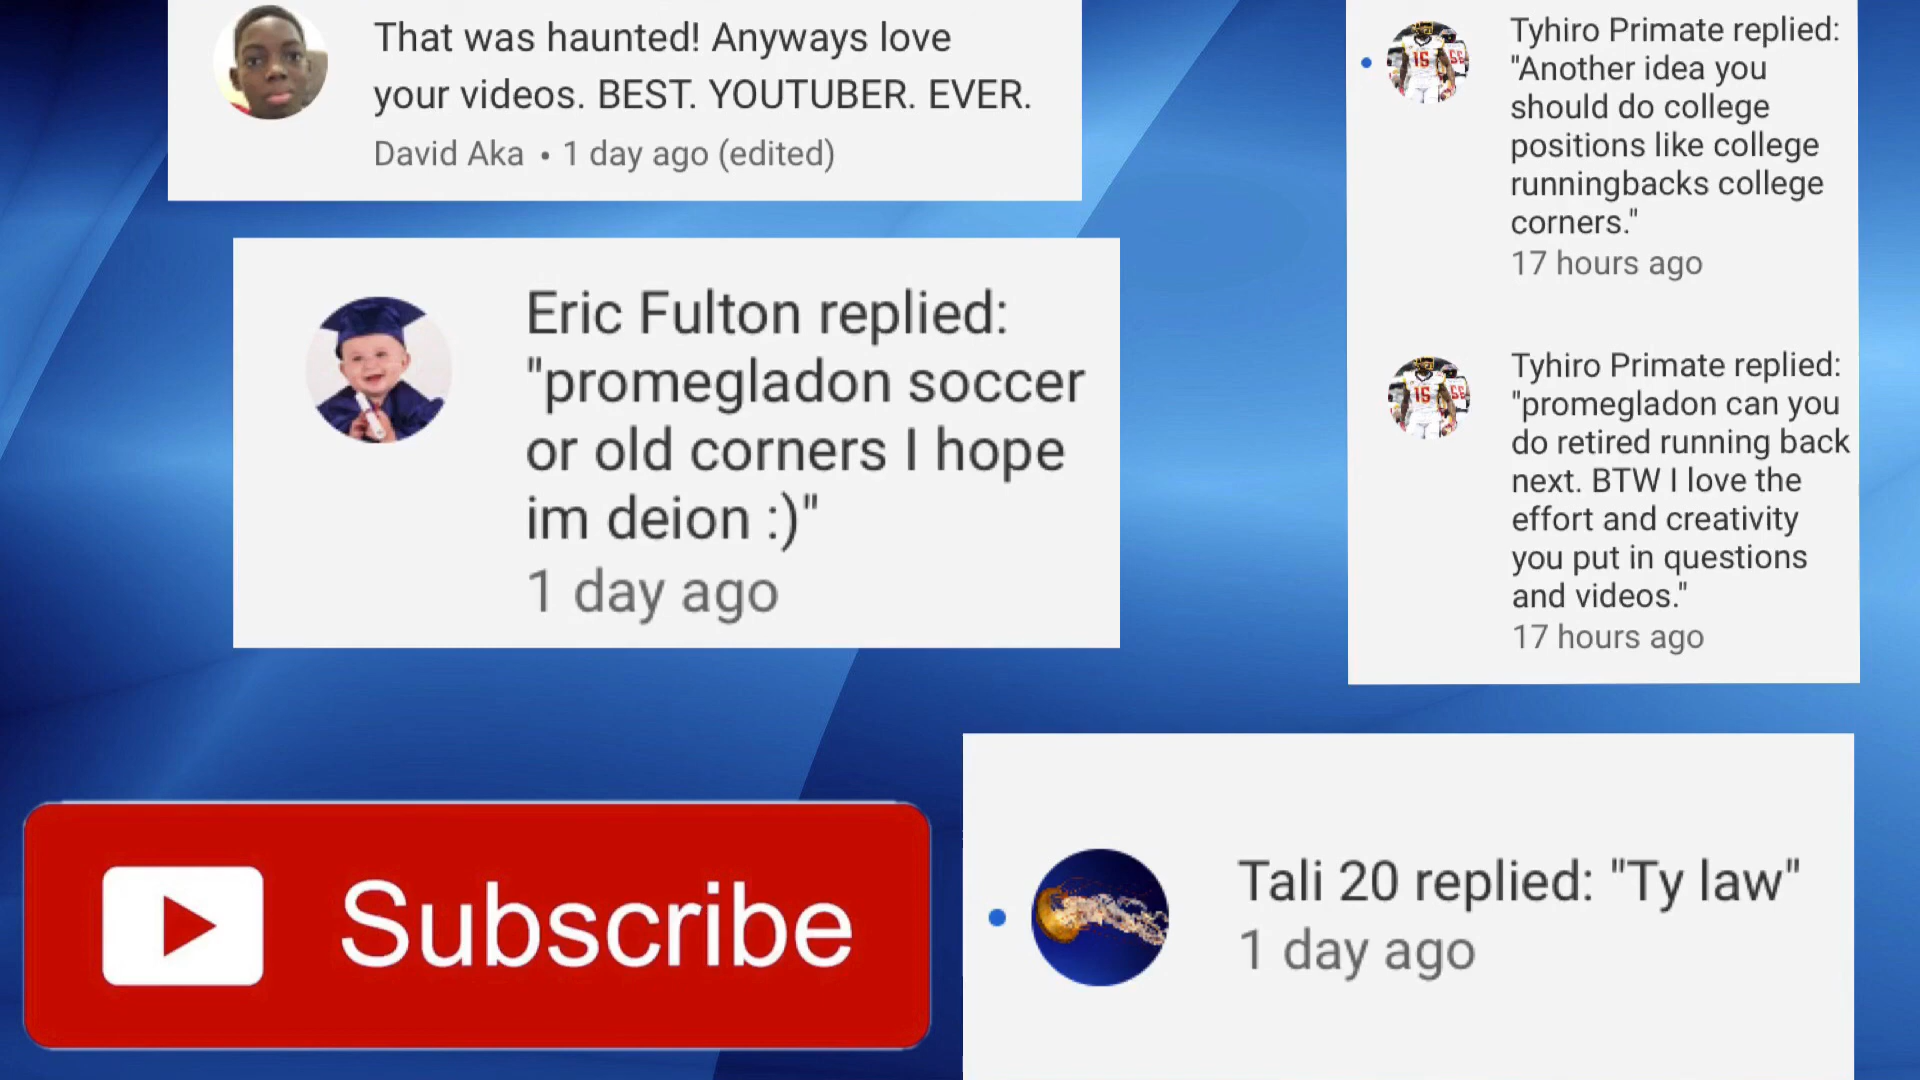 That was haunted! Anyways love
your videos. BEST. YOUTUBER. EVER.
David Aka • 1 day ago (edited)
Eric Fulton replied:
"promegladon soccer
or old corners I hope
im deion :)"
1 day ago
Tyhiro Primate replied:
"Another idea you
should do college
positions like college
runningbacks college
corners."
17 hours ago
Tyhiro Primate replied:
"promegladon can you
do retired running back
next. BTW I love the
effort and creativity
you put in questions
and videos."
17 hours ago
Subscribe
Tali 20 replied: "Ty law"
1 day ago